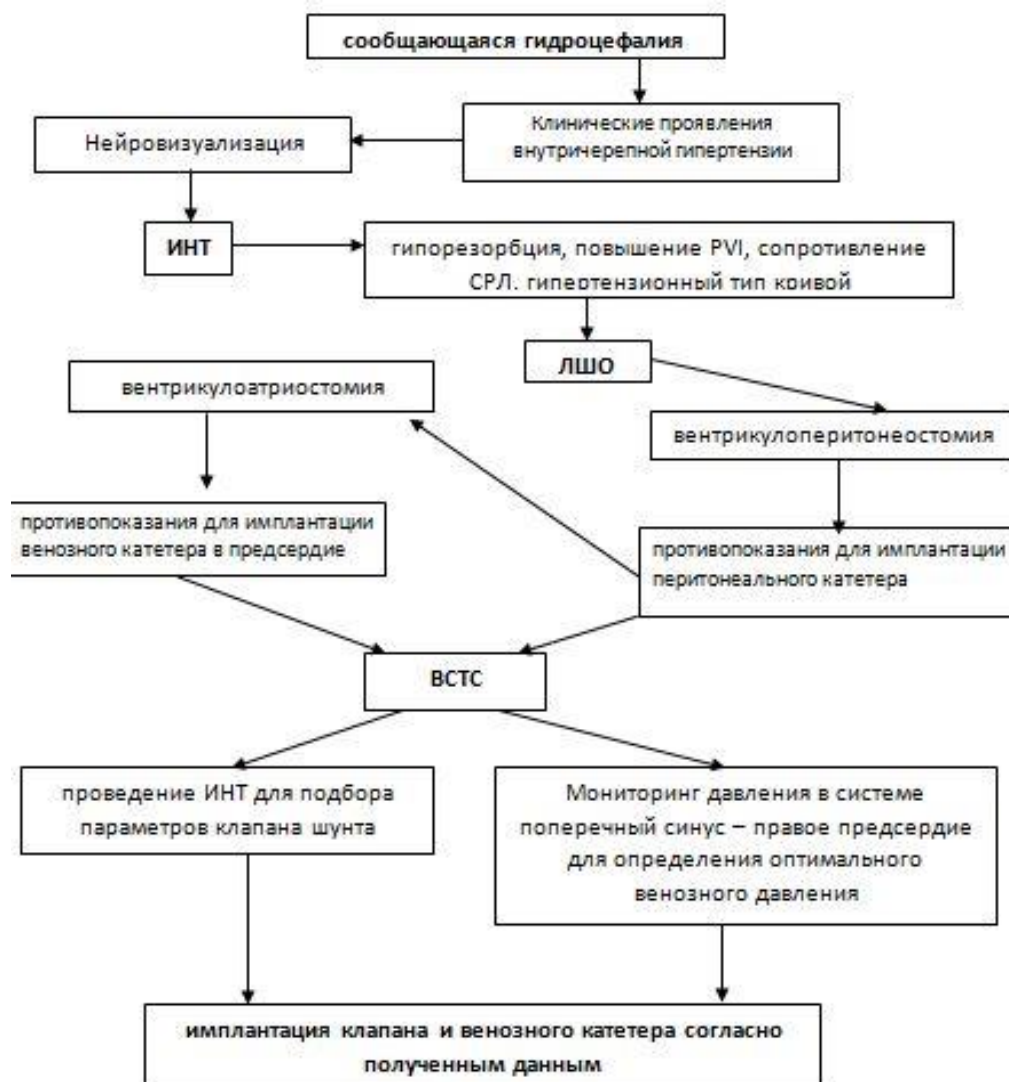 сообщающаяся гидроцефалия
Клинические проявления
внутричерепной гипертензии
Нейровизуализация
ИНТ
гипорезорбция, повышение PVI, сопротивление
СРЛ. гипертензионный тип кривой
ЛШО
вентрикулоатриостомия
вентрикулоперитонеостомия
противопоказания для имплантации
венозного катетера в предсердие
противопоказания для имплантации
перитонеального катетера
ВСТС
проведение ИНТ для подбора
параметров клапана шунта
Мониторинг давления в системе
поперечный синус – правое предсердие
для определения оптимального
венозного давления
имплантация клапана и венозного катетера согласно
полученным данным